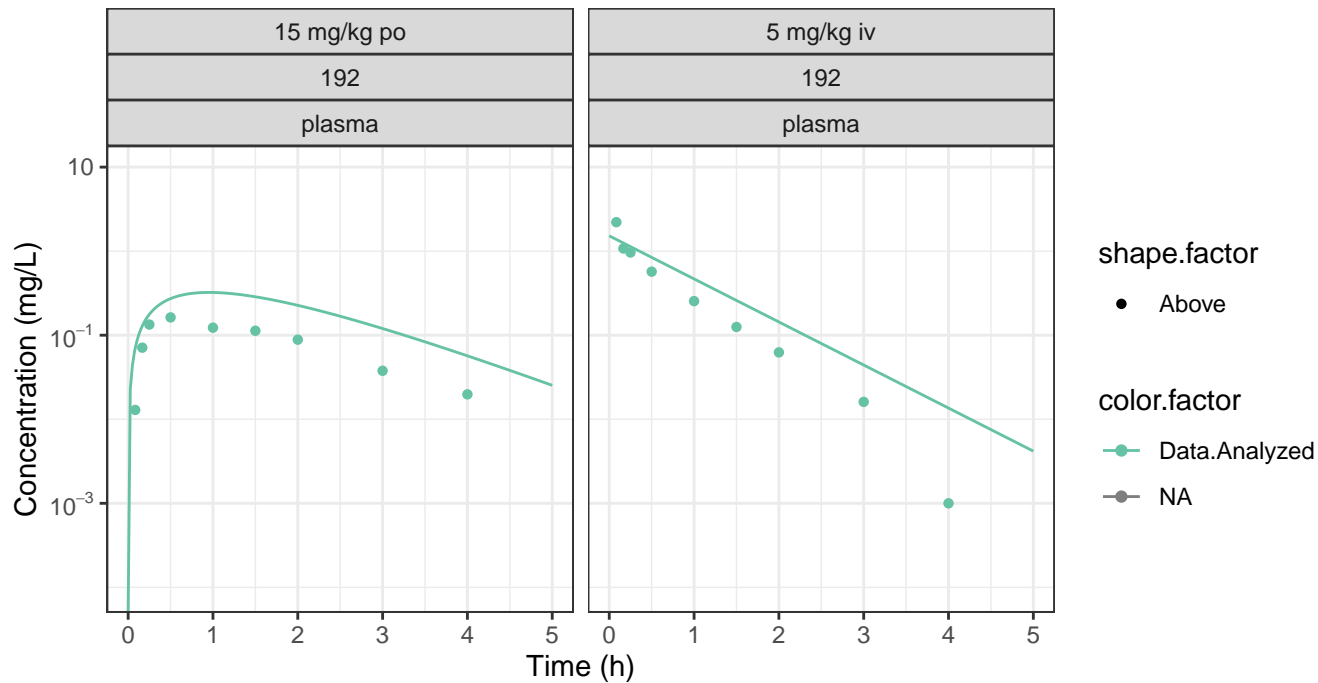 15 mg/kg po
192
plasma
5 mg/kg iv
192
plasma
Concentration (mg/L)
10
10⁻¹
10⁻³
0 1 2 3 4 5
0 1 2 3 4 5
Time (h)
shape.factor
Above
color.factor
Data.Analyzed
NA